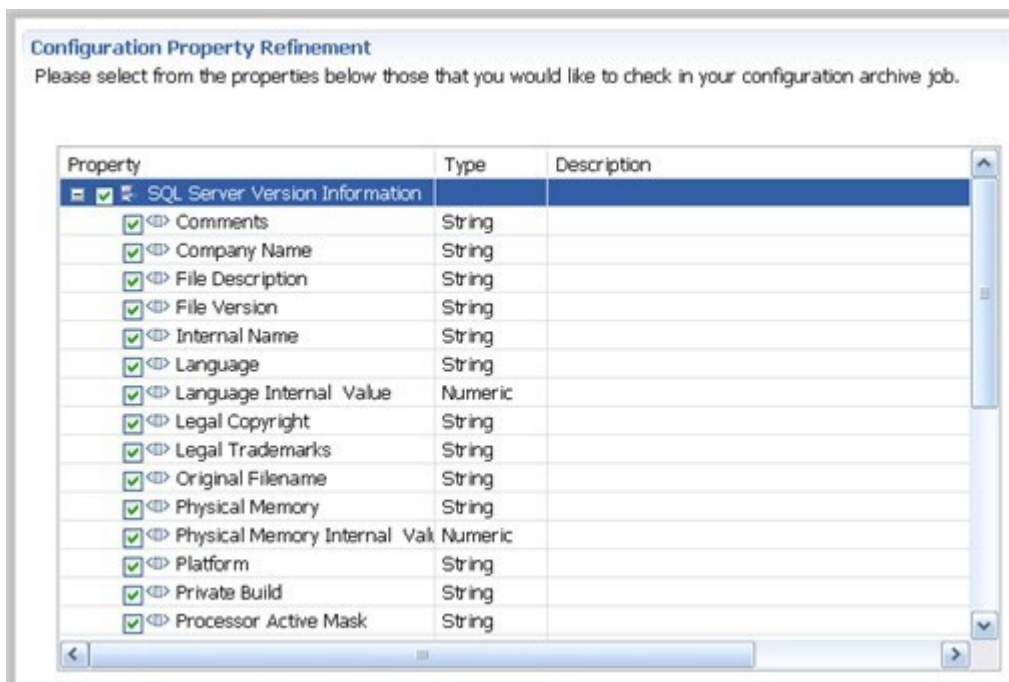 Configuration Property Refinement
Please select from the properties below those that you would like to check in your configuration archive job.
Property Type Description
SQL Server Version Information
Comments String
Company Name String
File Description String
File Version String
Internal Name String
Language String
Language Internal Value Numeric
Legal Copyright String
Legal Trademarks String
Original Filename String
Physical Memory String
Physical Memory Internal Valu Numeric
Platform String
Private Build String
Processor Active Mask String